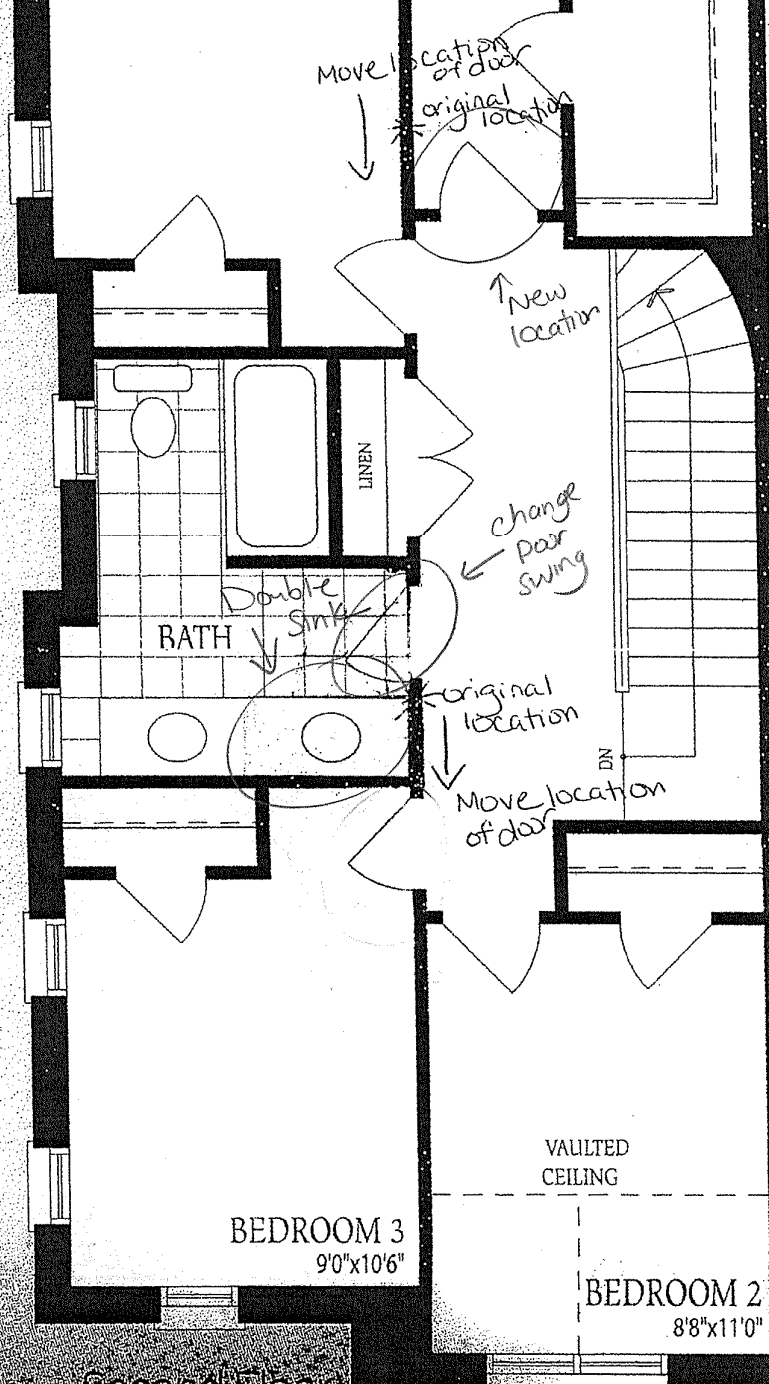 Move location
of door
original
location
New
location
LINEN
change
Door
swing
Double
Sink
BATH
original
location
DN
Move location
of door
VAULTED
CEILING
BEDROOM 3
9'0"x10'6"
BEDROOM 2
8'8"x11'0"